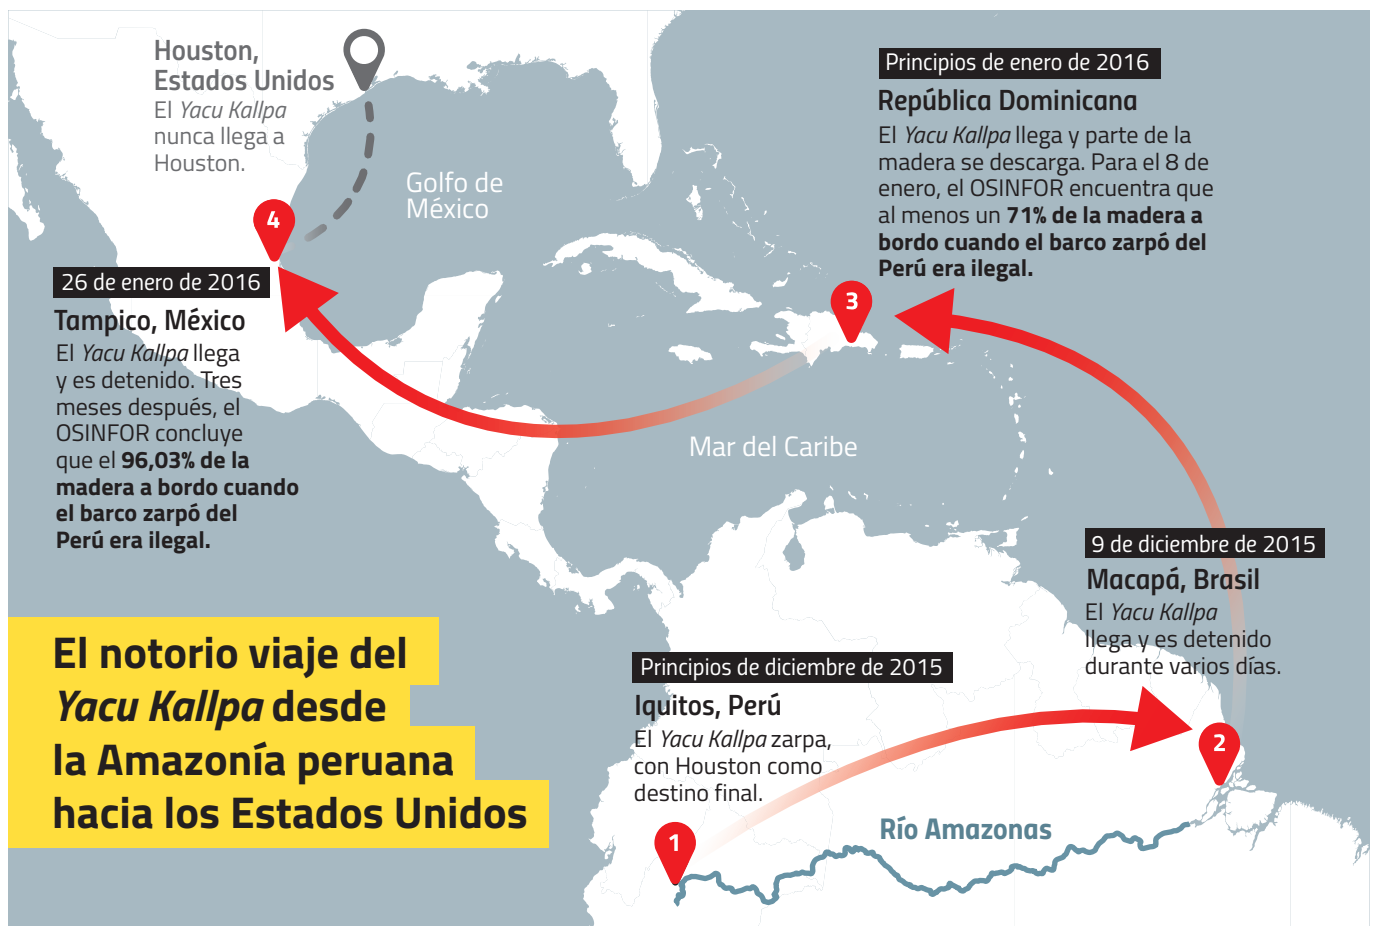 Houston,
Estados Unidos
El Yacu Kallpa
nunca llega a
Houston.
Golfo de
México
Principios de enero de 2016
República Dominicana
El Yacu Kallpa llega y parte de la
madera se descarga. Para el 8 de
enero, el OSINFOR encuentra que
al menos un 71% de la madera a
bordo cuando el barco zarpó del
Perú era ilegal.
4
3
26 de enero de 2016
Tampico, México
El Yacu Kallpa llega
y es detenido. Tres
meses después, el
OSINFOR concluye
que el 96,03% de la
madera a bordo cuando
el barco zarpó del
Perú era ilegal.
Mar del Caribe
9 de diciembre de 2015
Macapá, Brasil
El Yacu Kallpa
llega y es detenido
durante varios días.
2
El notorio viaje del
Yacu Kallpa desde
la Amazonía peruana
hacia los Estados Unidos
Principios de diciembre de 2015
Iquitos, Perú
El Yacu Kallpa zarpa,
con Houston como
destino final.
1
Río Amazonas